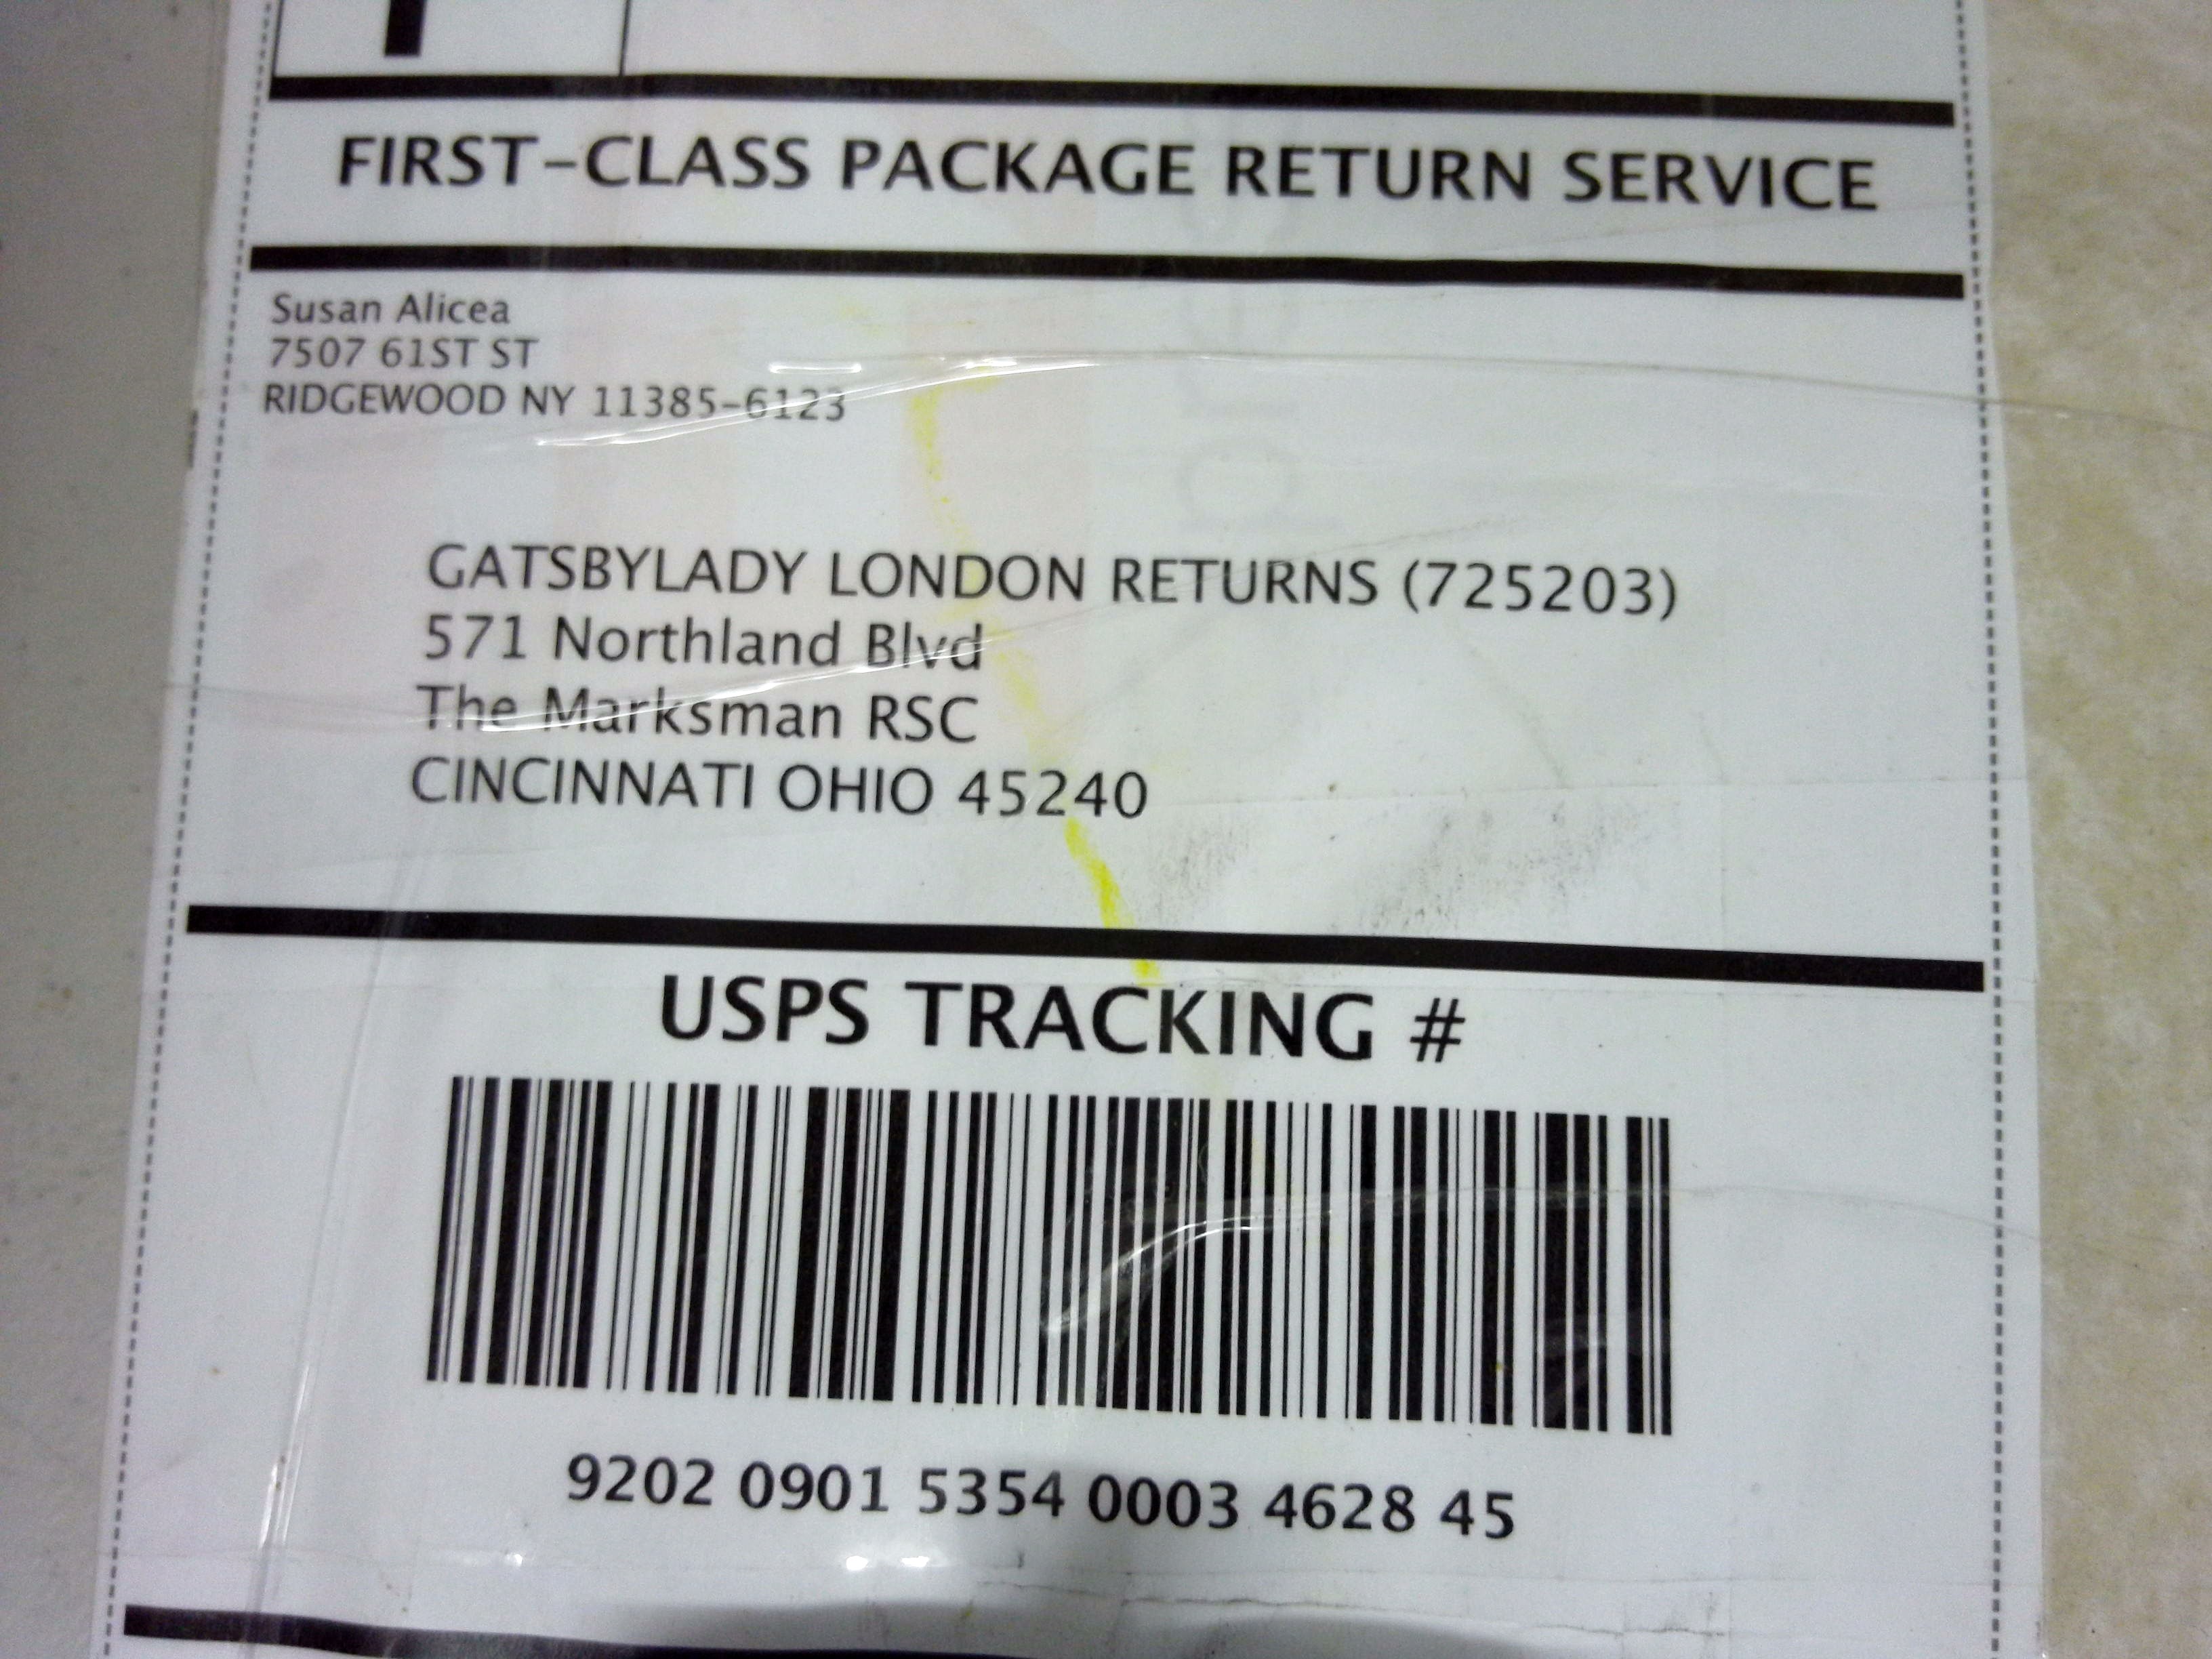 FIRST-CLASS PACKAGE RETURN SERVICE
Susan Alicea
7507 61ST ST
RIDGEWOOD NY 11385-6123
GATSBYLADY LONDON RETURNS (725203)
571 Northland Blvd
The Marksman RSC
CINCINNATI OHIO 45240
USPS TRACKING #
9202 0901 5354 0003 4628 45